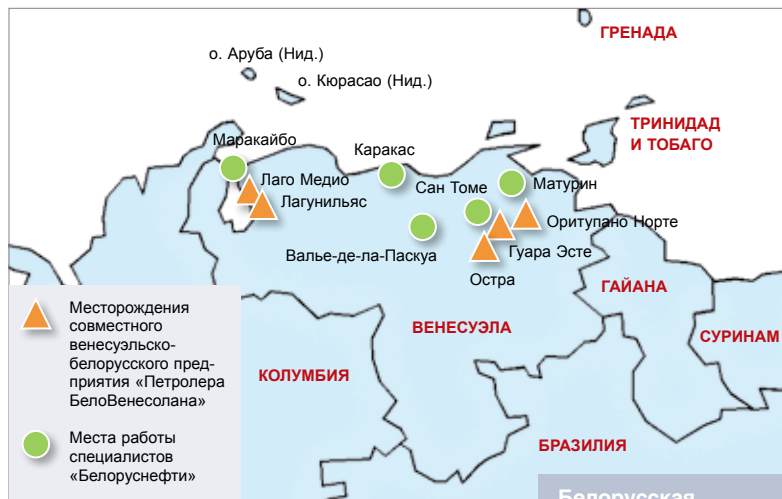 ГРЕНАДА
о. Аруба (Нид.)
о. Кюрасао (Нид.)
ТРИНИДАД
И ТОБАГО
Маракайбо
Каракас
Лаго Медио
Сан Томе
Матурин
Лагунильяс
Оритупано Норте
Валье-де-ла-Паскуа
Гуара Эсте
Остра
ГАЙАНА
ВЕНЕСУЭЛА
СУРИНАМ
КОЛУМБИЯ
БРАЗИЛИЯ
Месторождения
совместного
венесуэльско-
белорусского пред-
приятия «Петролера
БелоВенесолана»
Места работы
специалистов
«Белоруснефти»
Белорусская